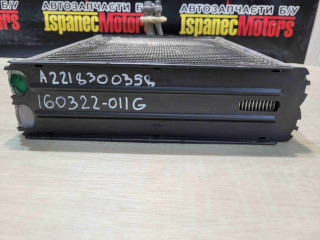 АВТОЗАПЧАСТИ Б/У
IspanecMotors
АВТОЗАПЧАСТИ Б/У
IspanecMotors
A2218300358
160322-011G